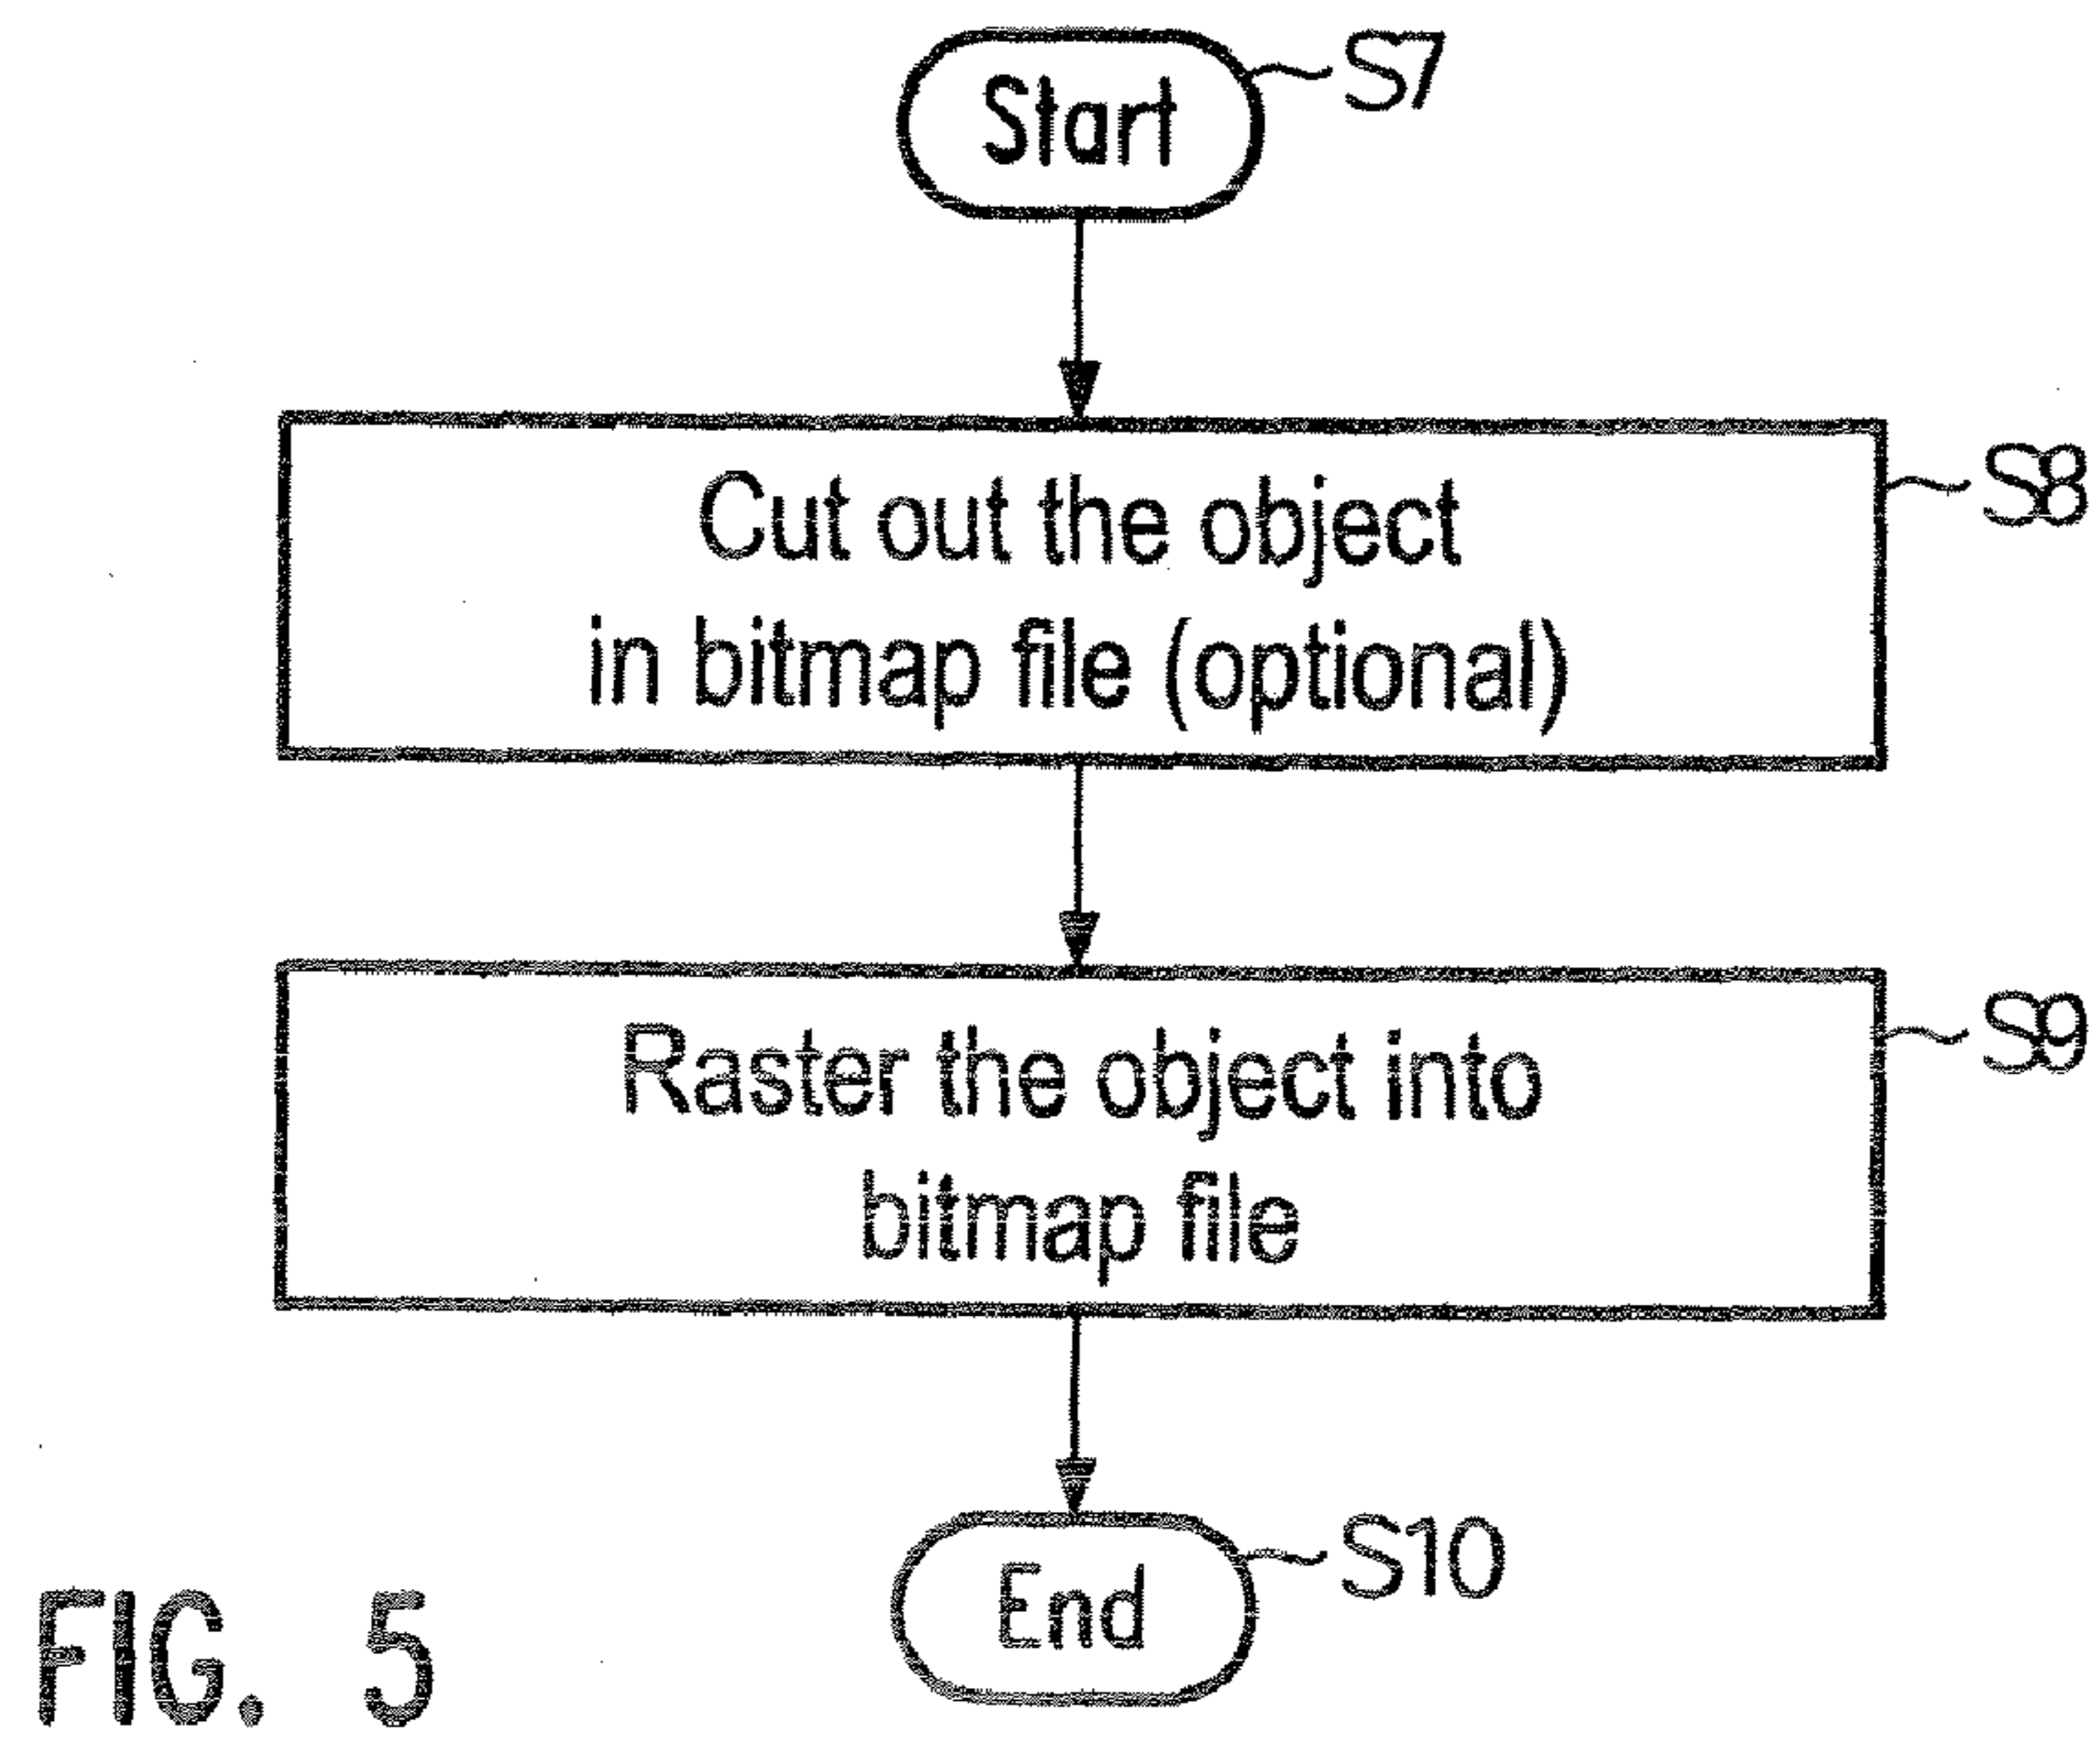 Start
S7
Cut out the object
in bitmap file (optional)
S8
Raster the object into
bitmap file
S9
End
S10
FIG. 5